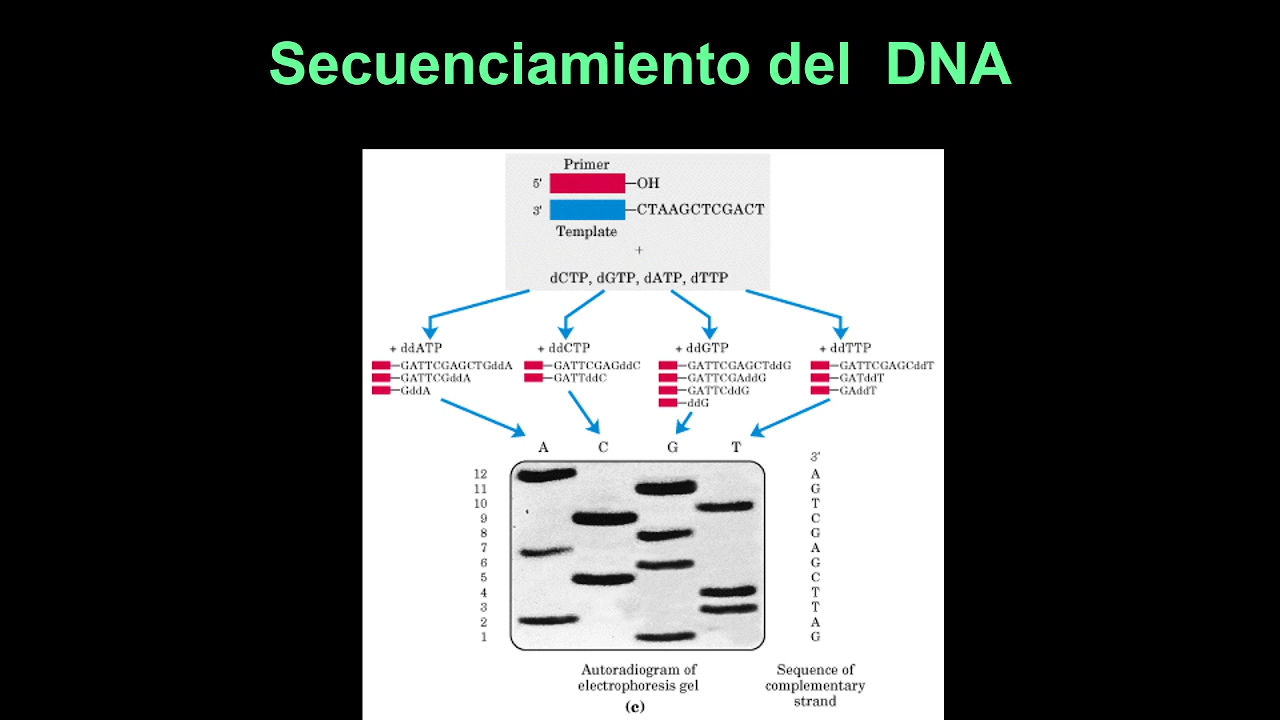 Secuenciamiento del DNA
Primer
5' OH
3' CTAAGCTCGACT
Template
+
dCTP, dGTP, dATP, dTTP
+ ddATP
GATTCGAGCTGddA
GATTCGddA
GddA
+ ddCTP
GATTCGAGddC
GATTddC
+ ddGTP
GATTCGAGCTddG
GATTCGAddG
GATTCddG
ddG
+ ddTTP
GATTCGAGCddT
GATddT
GAddT
A C G T
3'
12 A
11 G
10 T
9 C
8 G
7 A
6 G
5 C
4 T
3 T
2 A
1 G
Autoradiogram of
electrophoresis gel
(c)
Sequence of
complementary
strand